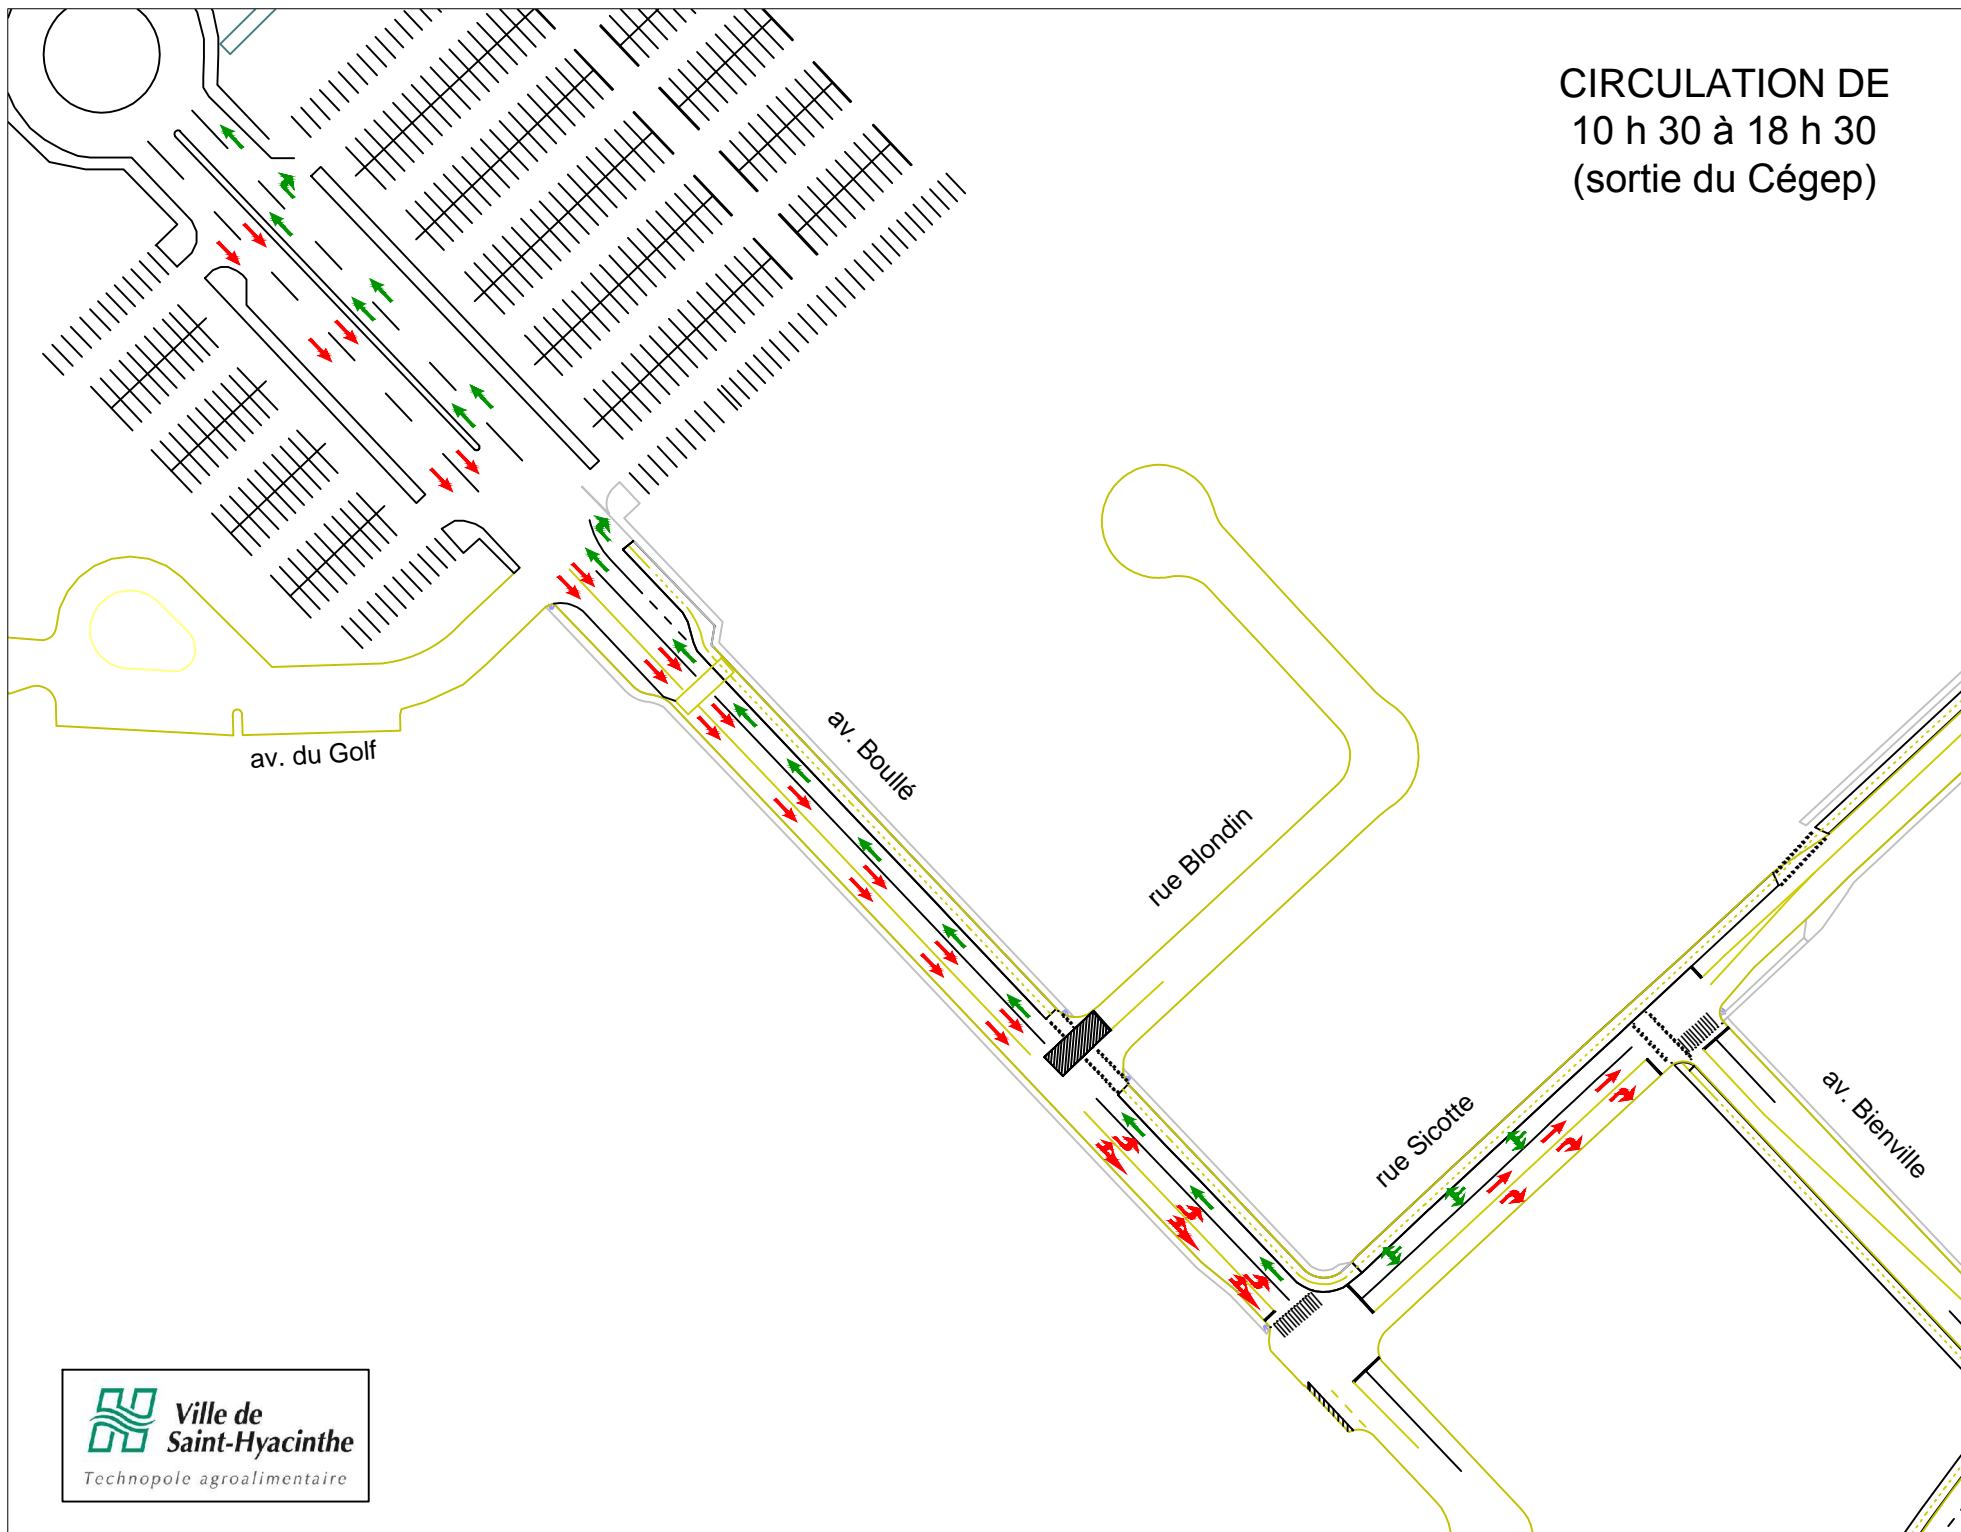 CIRCULATION DE
10 h 30 à 18 h 30
(sortie du Cégep)
av. du Golf
av. Boullé
rue Blondin
rue Sicotte
av. Bienville
Ville de
Saint-Hyacinthe
Technopole agroalimentaire